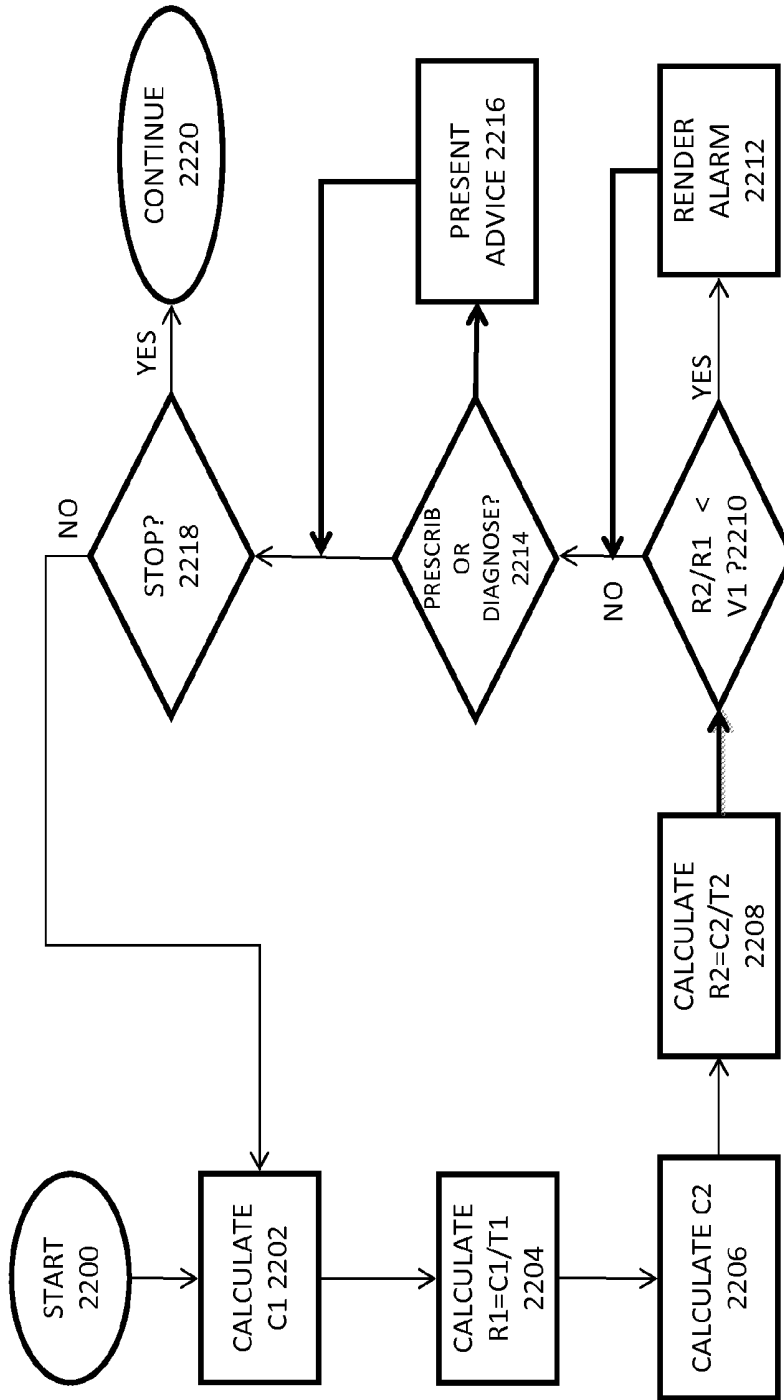 START
2200
CALCULATE
C1 2202
CALCULATE
R1=C1/T1
2204
CALCULATE C2
2206
CALCULATE
R2=C2/T2
2208
R2/R1 <
V1 ?2210
YES
RENDER
ALARM
2212
NO
PRESCRIB
OR
DIAGNOSE?
2214
PRESENT
ADVICE 2216
STOP?
2218
NO
YES
CONTINUE
2220